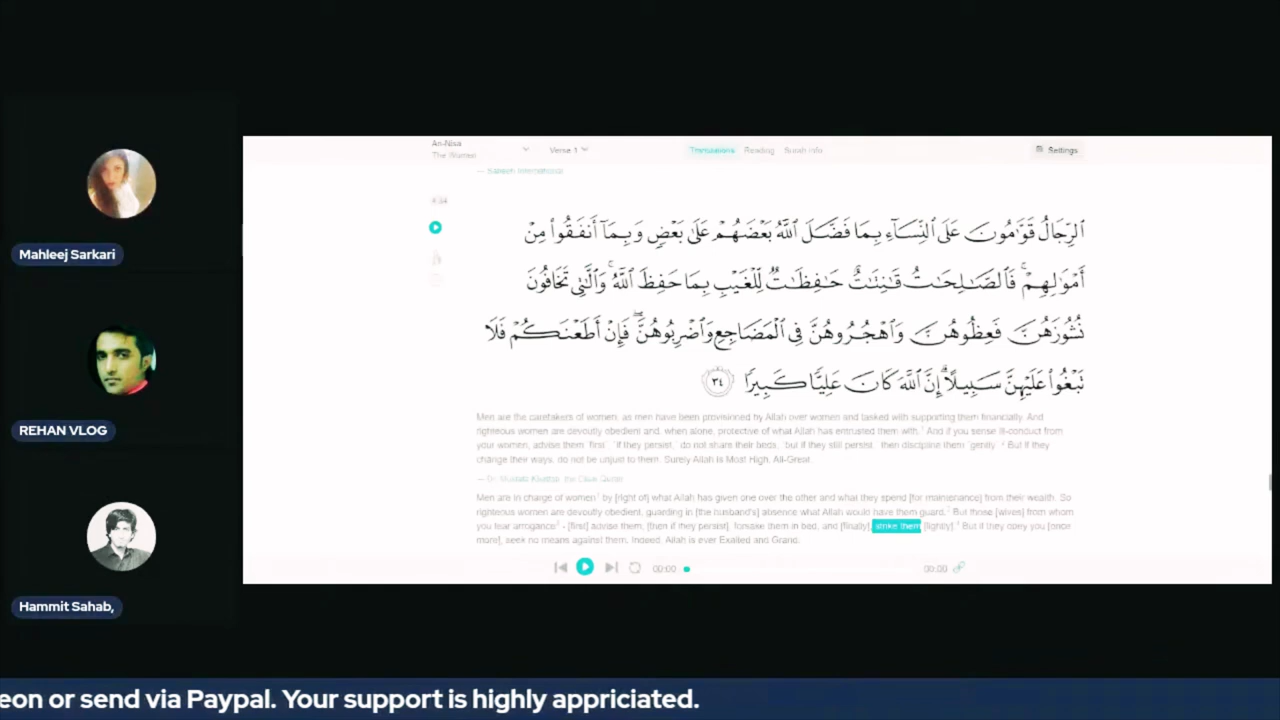 An-Nisa
The Woman
Verse 1
Translations Reading Surah Info
Settings
— Saheeh International
4:34
ٱلرِّجَالُ قَوَّٰمُونَ عَلَى ٱلنِّسَآءِ بِمَا فَضَّلَ ٱللَّهُ بَعْضَهُمْ عَلَىٰ بَعْضٍ وَبِمَآ أَنفَقُوا۟ مِنْ
أَمْوَٰلِهِمْ ۚ فَٱلصَّـٰلِحَـٰتُ قَـٰنِتَـٰتٌ حَـٰفِظَـٰتٌ لِّلْغَيْبِ بِمَا حَفِظَ ٱللَّهُ ۚ وَٱلَّـٰتِى تَخَافُونَ
نُشُوزَهُنَّ فَعِظُوهُنَّ وَٱهْجُرُوهُنَّ فِى ٱلْمَضَاجِعِ وَٱضْرِبُوهُنَّ ۖ فَإِنْ أَطَعْنَكُمْ فَلَا
تَبْغُوا۟ عَلَيْهِنَّ سَبِيلًا ۗ إِنَّ ٱللَّهَ كَانَ عَلِيًّا كَبِيرًا ٣٤
Men are the caretakers of women, as men have been provisioned by Allah over women and tasked with supporting them financially. And
righteous women are devoutly obedient and, when alone, protective of what Allah has entrusted them with. And if you sense ill-conduct from
your women, advise them ˹first˺, ˹if they persist,˺ do not share their beds, ˹but if they still persist,˺ then discipline them ˹gently˺. But if they
change their ways, do not be unjust to them. Surely Allah is Most High, All-Great.
— Dr. Mustafa Khattab, the Clear Quran
Men are in charge of women by [right of] what Allah has given one over the other and what they spend [for maintenance] from their wealth. So
righteous women are devoutly obedient, guarding in [the husband's] absence what Allah would have them guard. But those [wives] from whom
you fear arrogance - [first] advise them; [then if they persist], forsake them in bed; and [finally], strike them [lightly]. But if they obey you [once
more], seek no means against them. Indeed, Allah is ever Exalted and Grand.
00:00
00:00
Mahleej Sarkari
REHAN VLOG
Hammit Sahab,
eon or send via Paypal. Your support is highly appriciated.